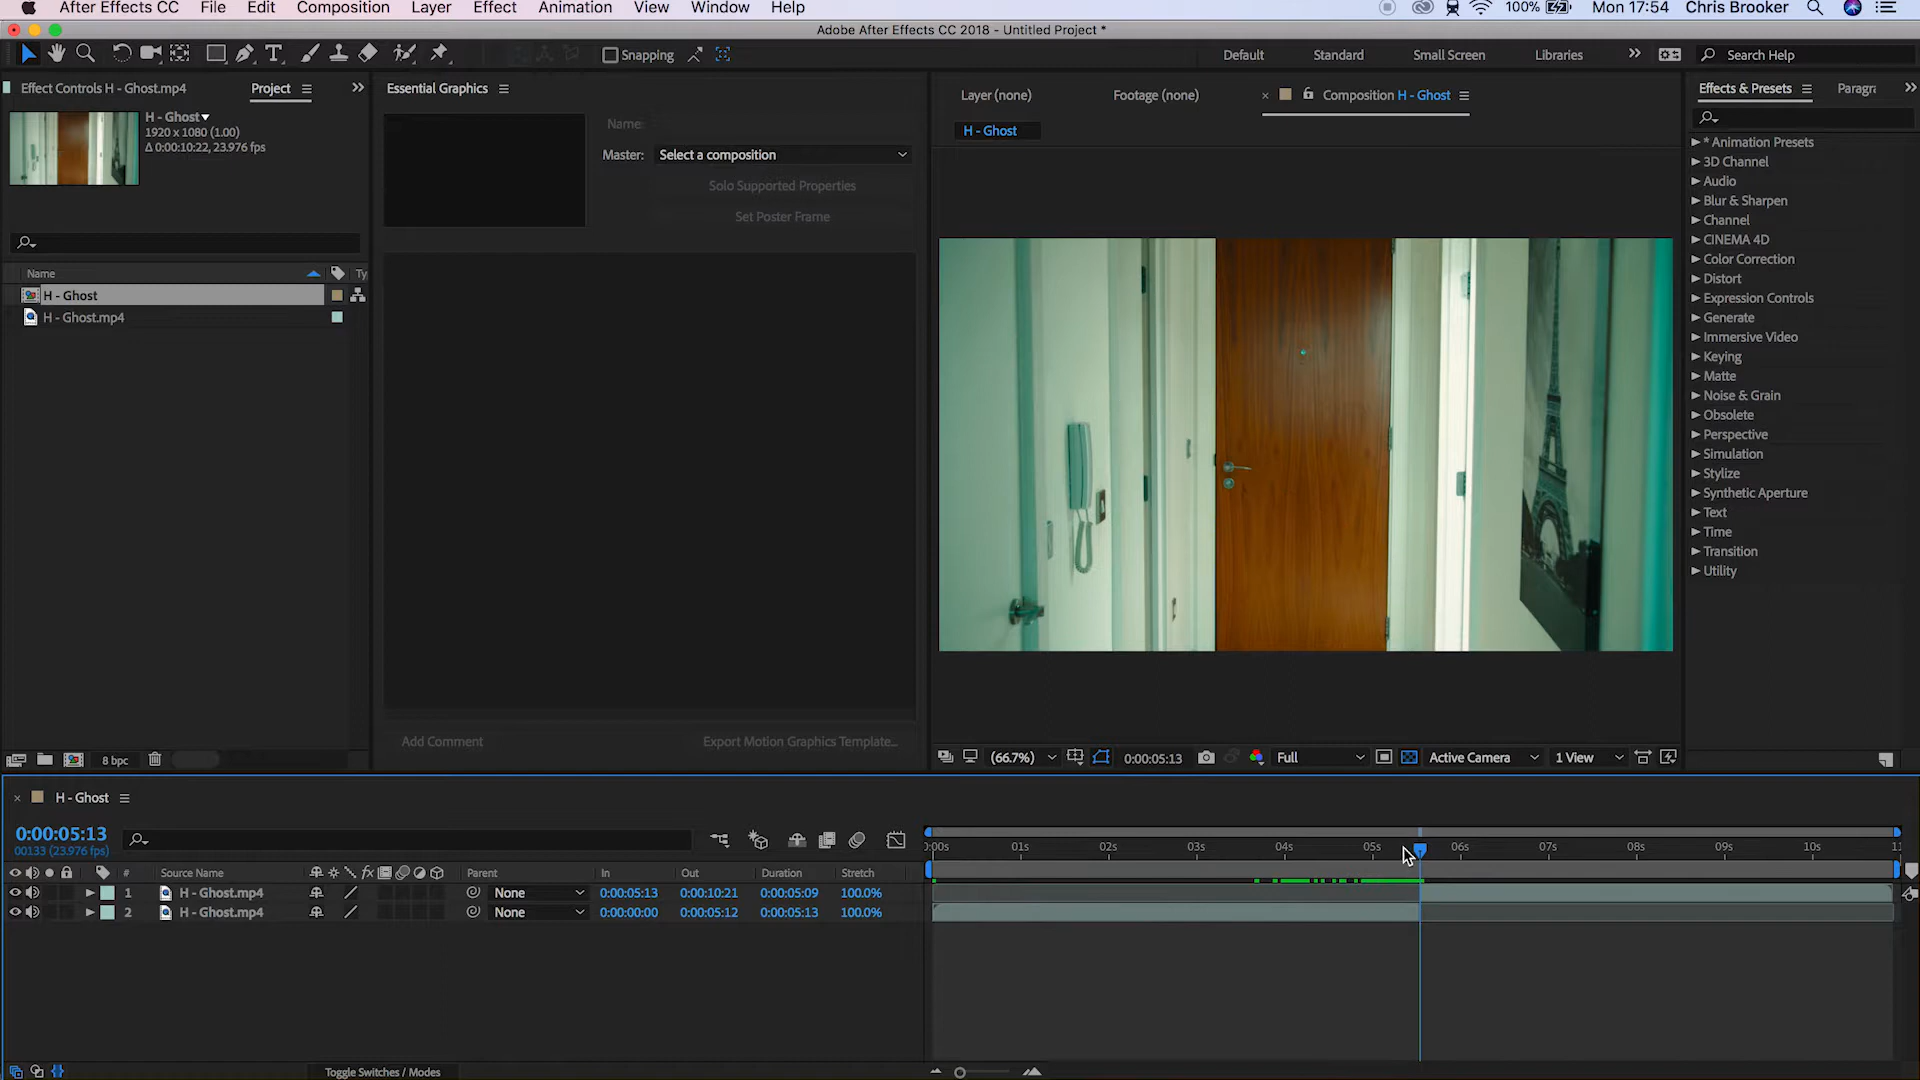 After Effects CC File Edit Composition Layer Effect Animation View Window Help 100% Mon 17:54 Chris Brooker
Adobe After Effects CC 2018 - Untitled Project *
Snapping Default Standard Small Screen Libraries Search Help
Effect Controls H - Ghost.mp4 Project Essential Graphics Layer (none) Footage (none) Composition H - Ghost Effects & Presets Paragra
H - Ghost
1920 x 1080 (1.00)
Δ 0:00:10:22, 23.976 fps
Name:
Master: Select a composition
Solo Supported Properties
Set Poster Frame
H - Ghost
* Animation Presets
3D Channel
Audio
Blur & Sharpen
Channel
CINEMA 4D
Color Correction
Distort
Expression Controls
Generate
Immersive Video
Keying
Matte
Noise & Grain
Obsolete
Perspective
Simulation
Stylize
Synthetic Aperture
Text
Time
Transition
Utility
Name Ty
H - Ghost
H - Ghost.mp4
Add Comment Export Motion Graphics Template...
8 bpc (66.7%) 0:00:05:13 Full Active Camera 1 View
H - Ghost
0:00:05:13
00133 (23.976 fps)
0:00s 01s 02s 03s 04s 05s 06s 07s 08s 09s 10s 11
# Source Name fx Parent In Out Duration Stretch
1 H - Ghost.mp4 None 0:00:05:13 0:00:10:21 0:00:05:09 100.0%
2 H - Ghost.mp4 None 0:00:00:00 0:00:05:12 0:00:05:13 100.0%
Toggle Switches / Modes